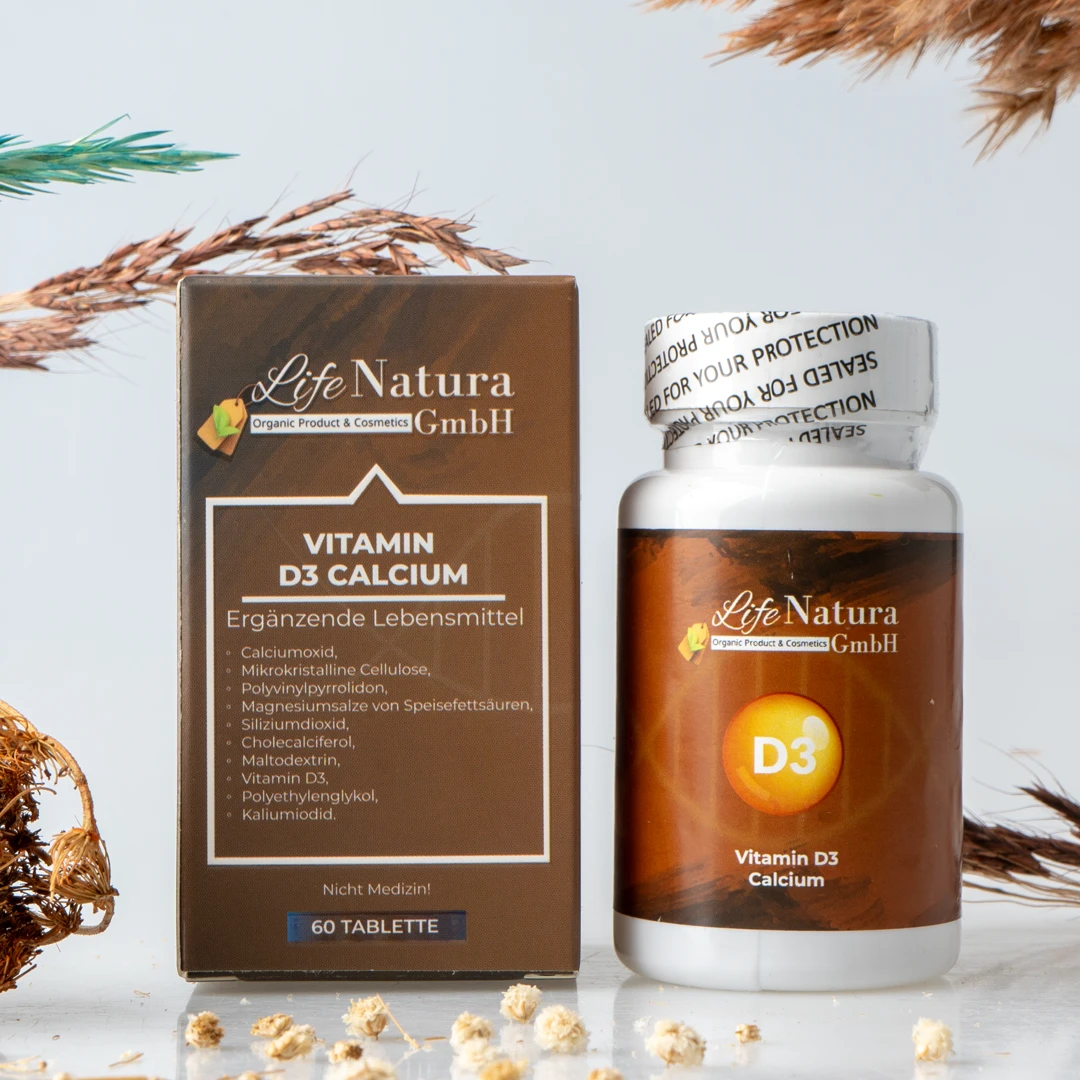 Life Natura
Organic Product & Cosmetics GmbH
VITAMIN
D3 CALCIUM
Ergänzende Lebensmittel
Calciumoxid,
Mikrokristalline Cellulose,
Polyvinylpyrrolidon,
Magnesiumsalze von Speisefettsäuren,
Siliziumdioxid,
Cholecalciferol,
Maltodextrin,
Vitamin D3,
Polyethylenglykol,
Kaliumiodid.
Nicht Medizin!
60 TABLETTE
FOR YOUR PROTECTION
SEALED FOR YOUR
PROTECTION
SEALED
Life Natura
Organic Product & Cosmetics GmbH
D3
Vitamin D3
Calcium